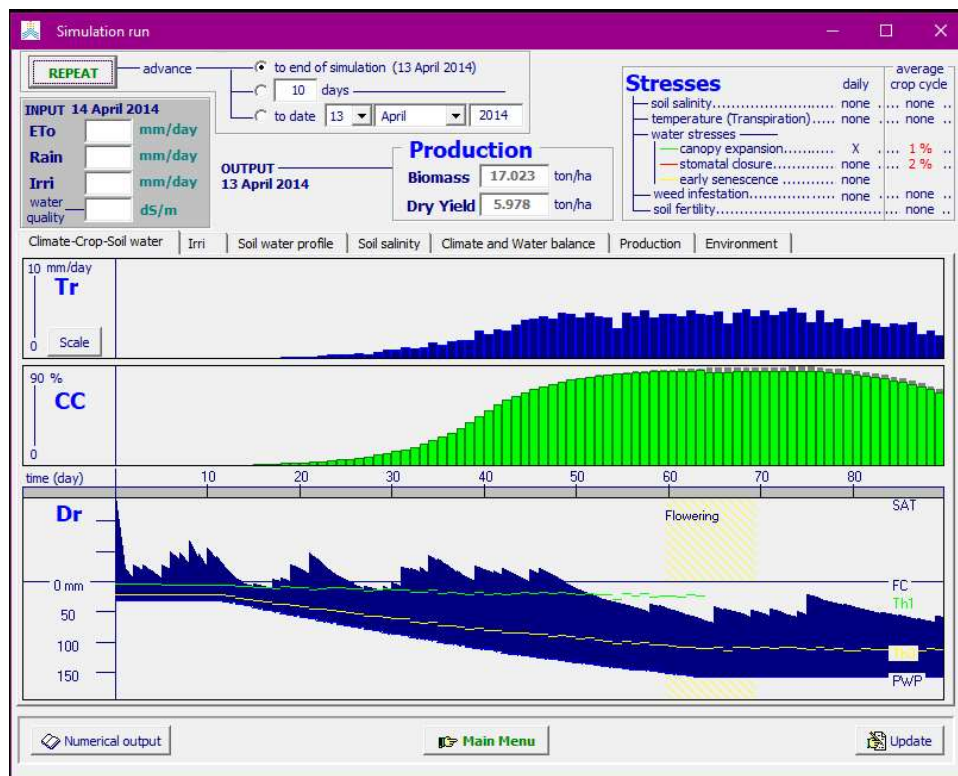 Simulation run
REPEAT
advance
to end of simulation (13 April 2014)
10 days
to date 13 April 2014
INPUT 14 April 2014
ETo mm/day
Rain mm/day
Irri mm/day
water quality dS/m
OUTPUT
13 April 2014
Production
Biomass 17.023 ton/ha
Dry Yield 5.978 ton/ha
Stresses daily average crop cycle
soil salinity............................ none .... none ..
temperature (Transpiration)..... none .... none ..
water stresses
canopy expansion............... X .... 1 % ..
stomatal closure............... none .... 2 % ..
early senescence............ none
weed infestation................... none .... none ..
soil fertility............................................. none ..
Climate-Crop-Soil water Irri Soil water profile Soil salinity Climate and Water balance Production Environment
10 mm/day
Tr
0 Scale
90 %
CC
0
time (day) 10 20 30 40 50 60 70 80
Dr
SAT
Flowering
0 mm
FC
Th1
50
100
150
PWP
Numerical output
Main Menu
Update